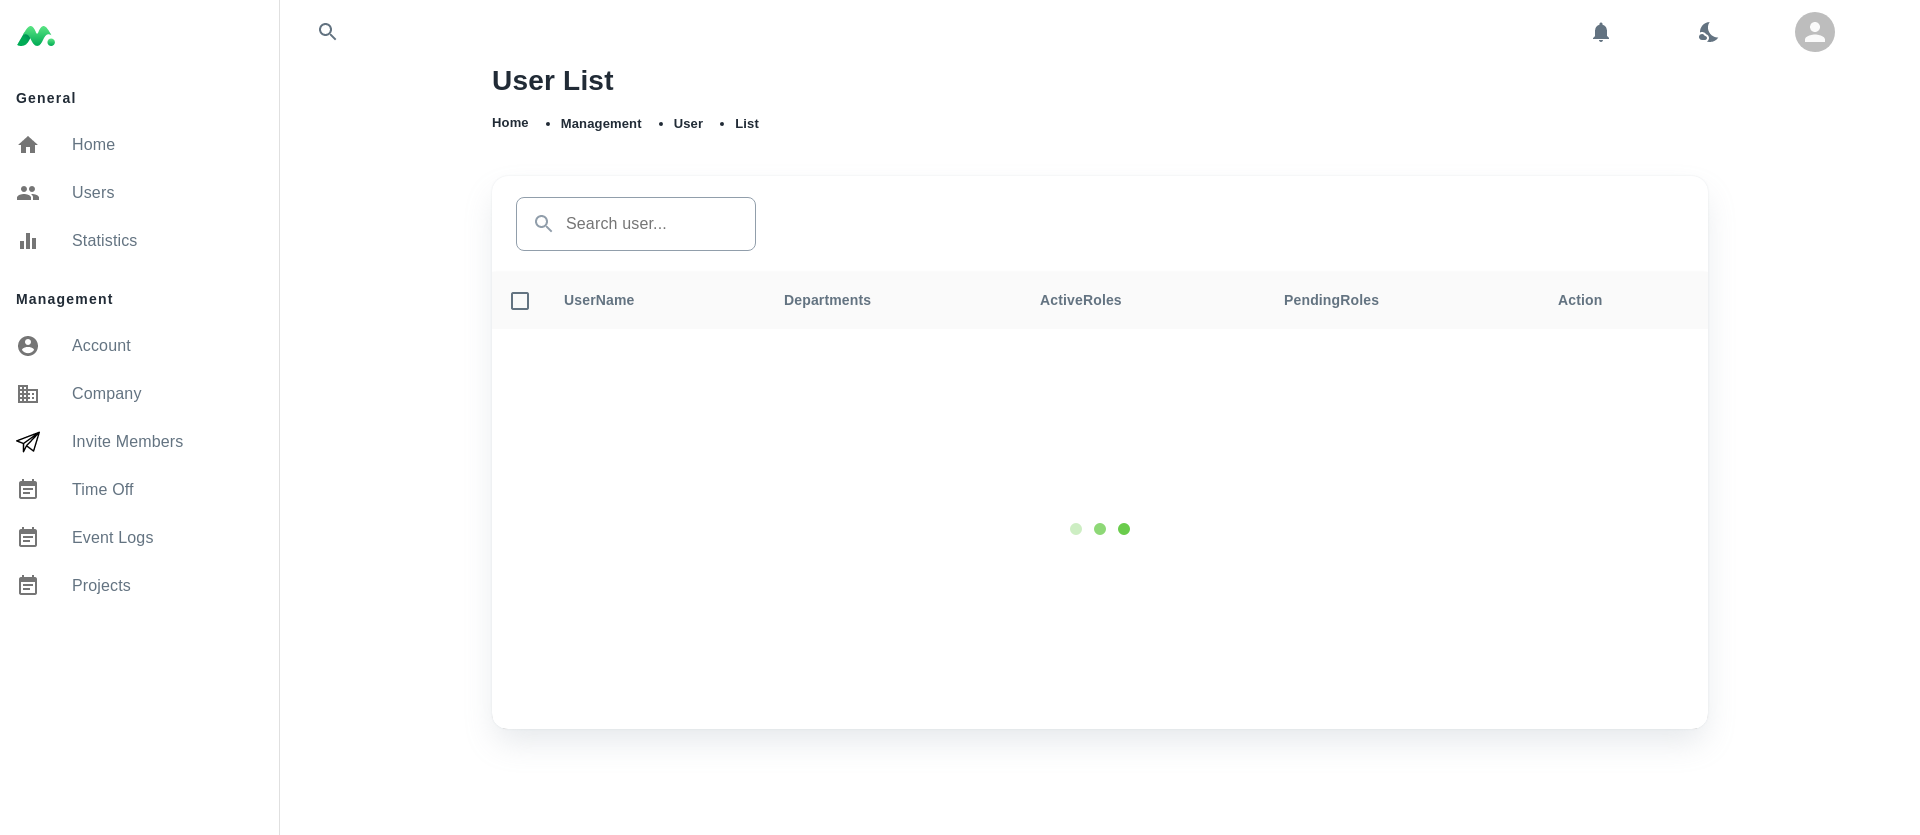 General
Home
Users
Statistics
Management
Account
Company
Invite Members
Time Off
Event Logs
Projects
User List
Home • Management • User • List
Search user...
UserName Departments ActiveRoles PendingRoles Action